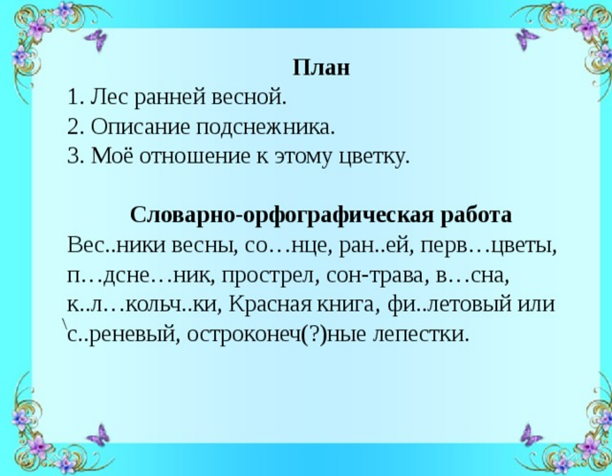 План
1. Лес ранней весной.
2. Описание подснежника.
3. Моё отношение к этому цветку.
Словарно-орфографическая работа
Вес..ники весны, со…нце, ран..ей, перв…цветы,
п…дсне…ник, прострел, сон-трава, в…сна,
к..л…кольч..ки, Красная книга, фи..летовый или
\ с..реневый, остроконеч(?)ные лепестки.